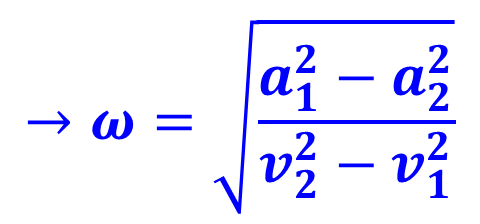 → ω = √((a₁² − a₂²)/(v₂² − v₁²))